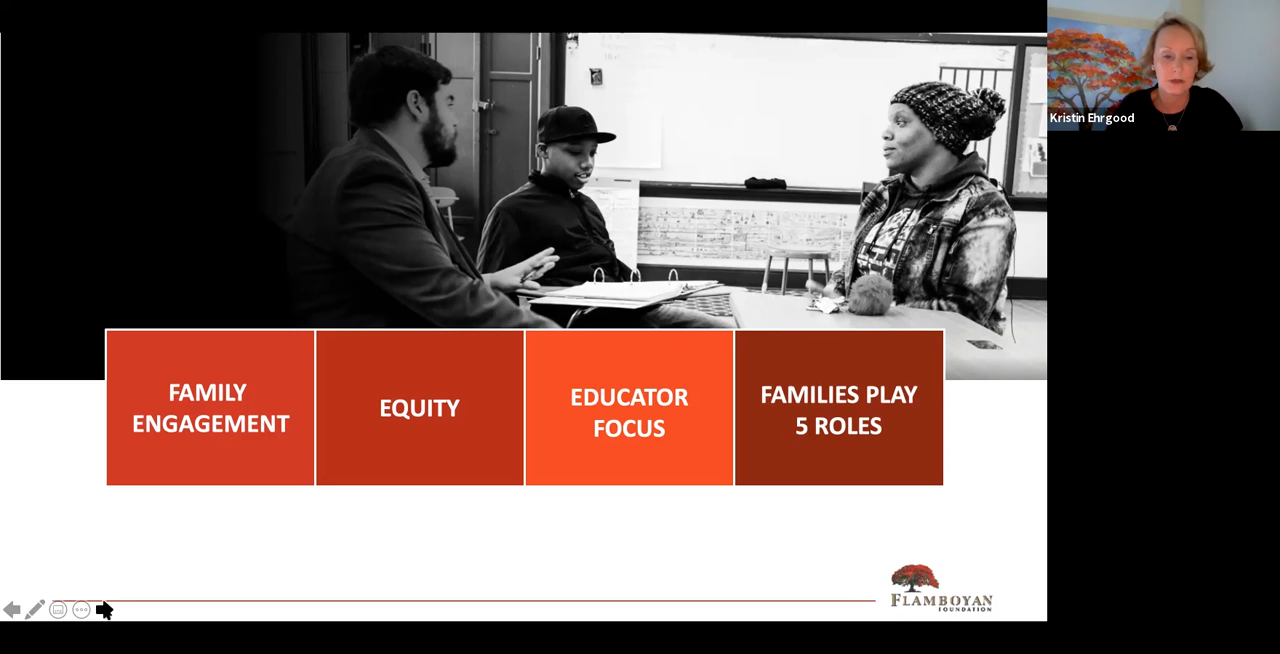 Kristin Ehrgood
FAMILY
ENGAGEMENT
EQUITY
EDUCATOR
FOCUS
FAMILIES PLAY
5 ROLES
FLAMBOYAN
FOUNDATION